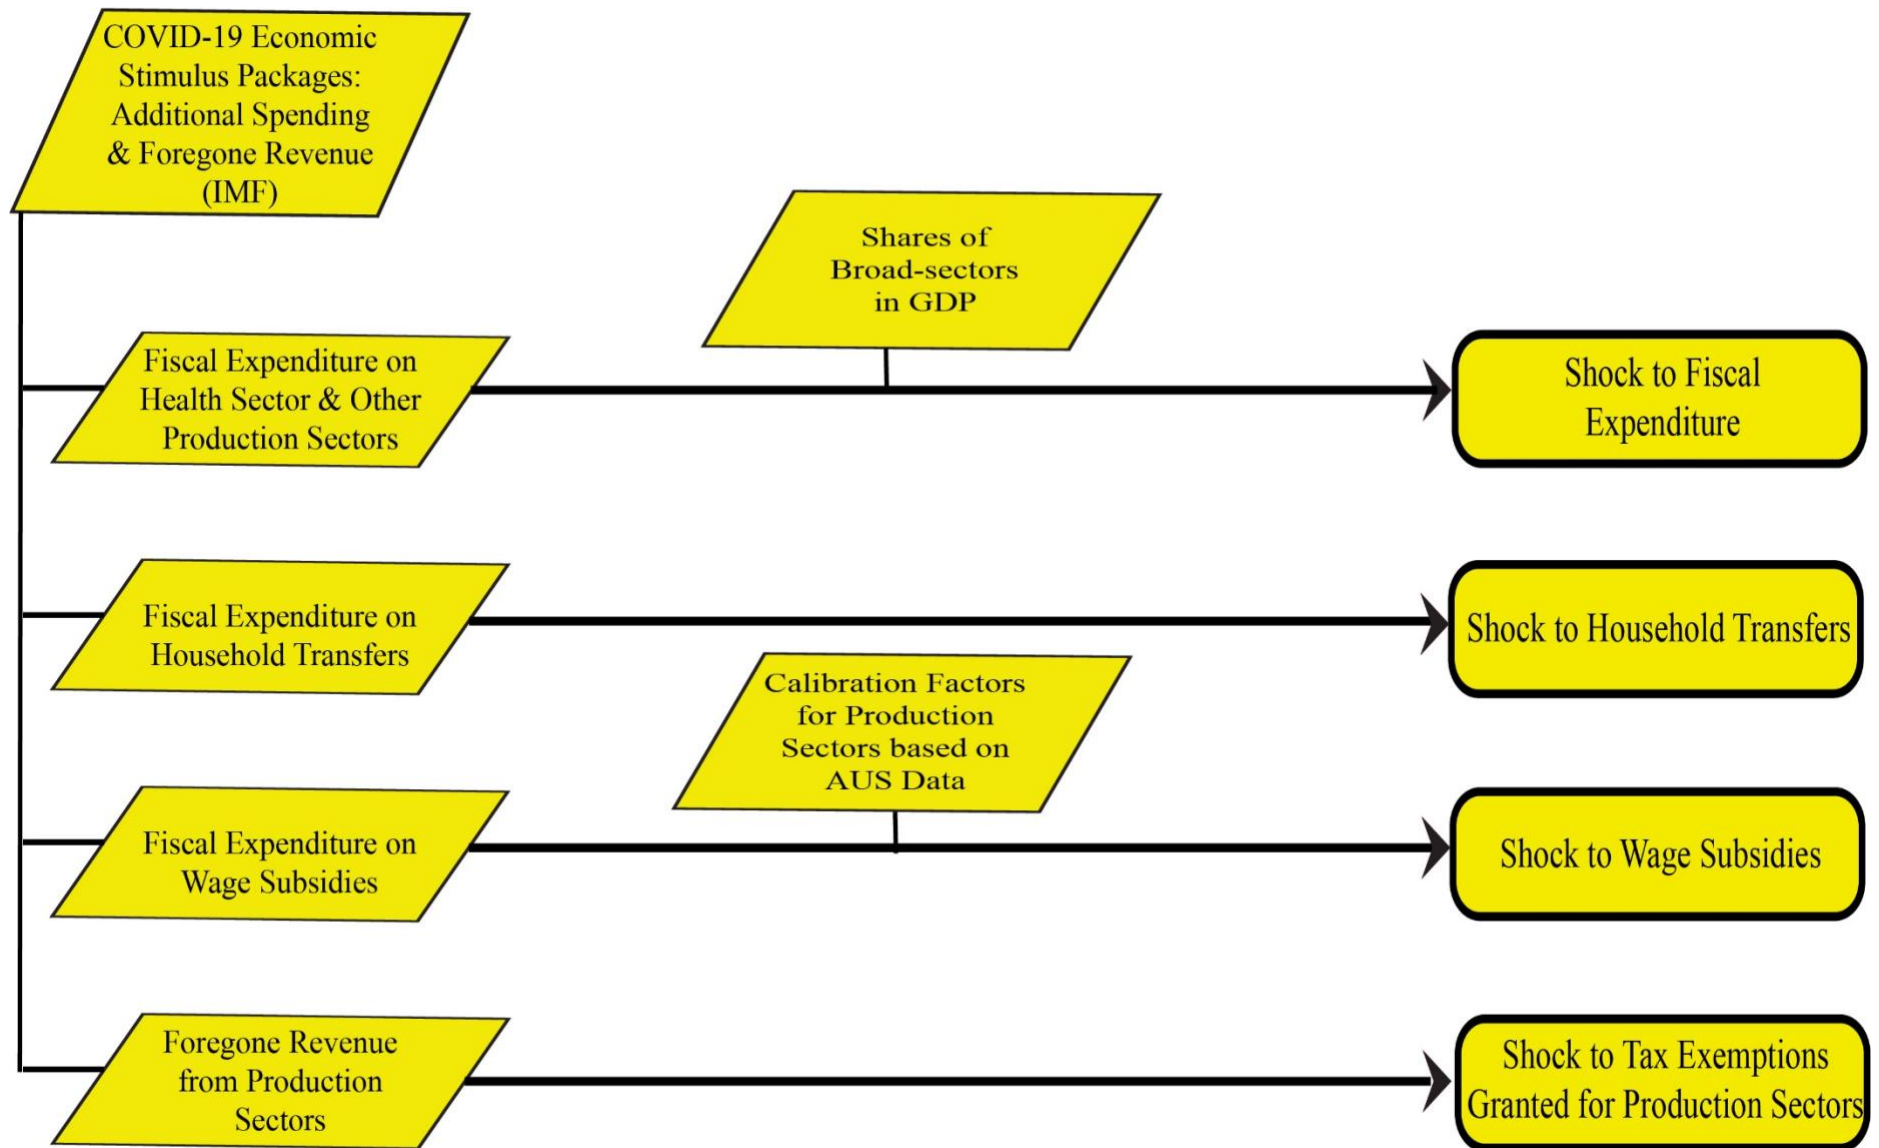 COVID-19 Economic
Stimulus Packages:
Additional Spending
& Foregone Revenue
(IMF)
Shares of
Broad-sectors
in GDP
Fiscal Expenditure on
Health Sector & Other
Production Sectors
Shock to Fiscal
Expenditure
Fiscal Expenditure on
Household Transfers
Shock to Household Transfers
Calibration Factors
for Production
Sectors based on
AUS Data
Fiscal Expenditure on
Wage Subsidies
Shock to Wage Subsidies
Foregone Revenue
from Production
Sectors
Shock to Tax Exemptions
Granted for Production Sectors